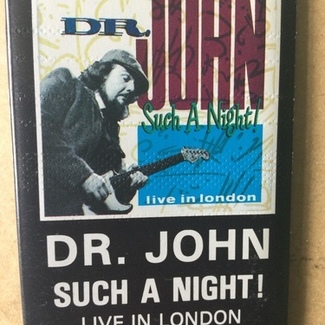 DR.
JOHN
Such A Night!
live in london
DR. JOHN
SUCH A NIGHT!
LIVE IN LONDON